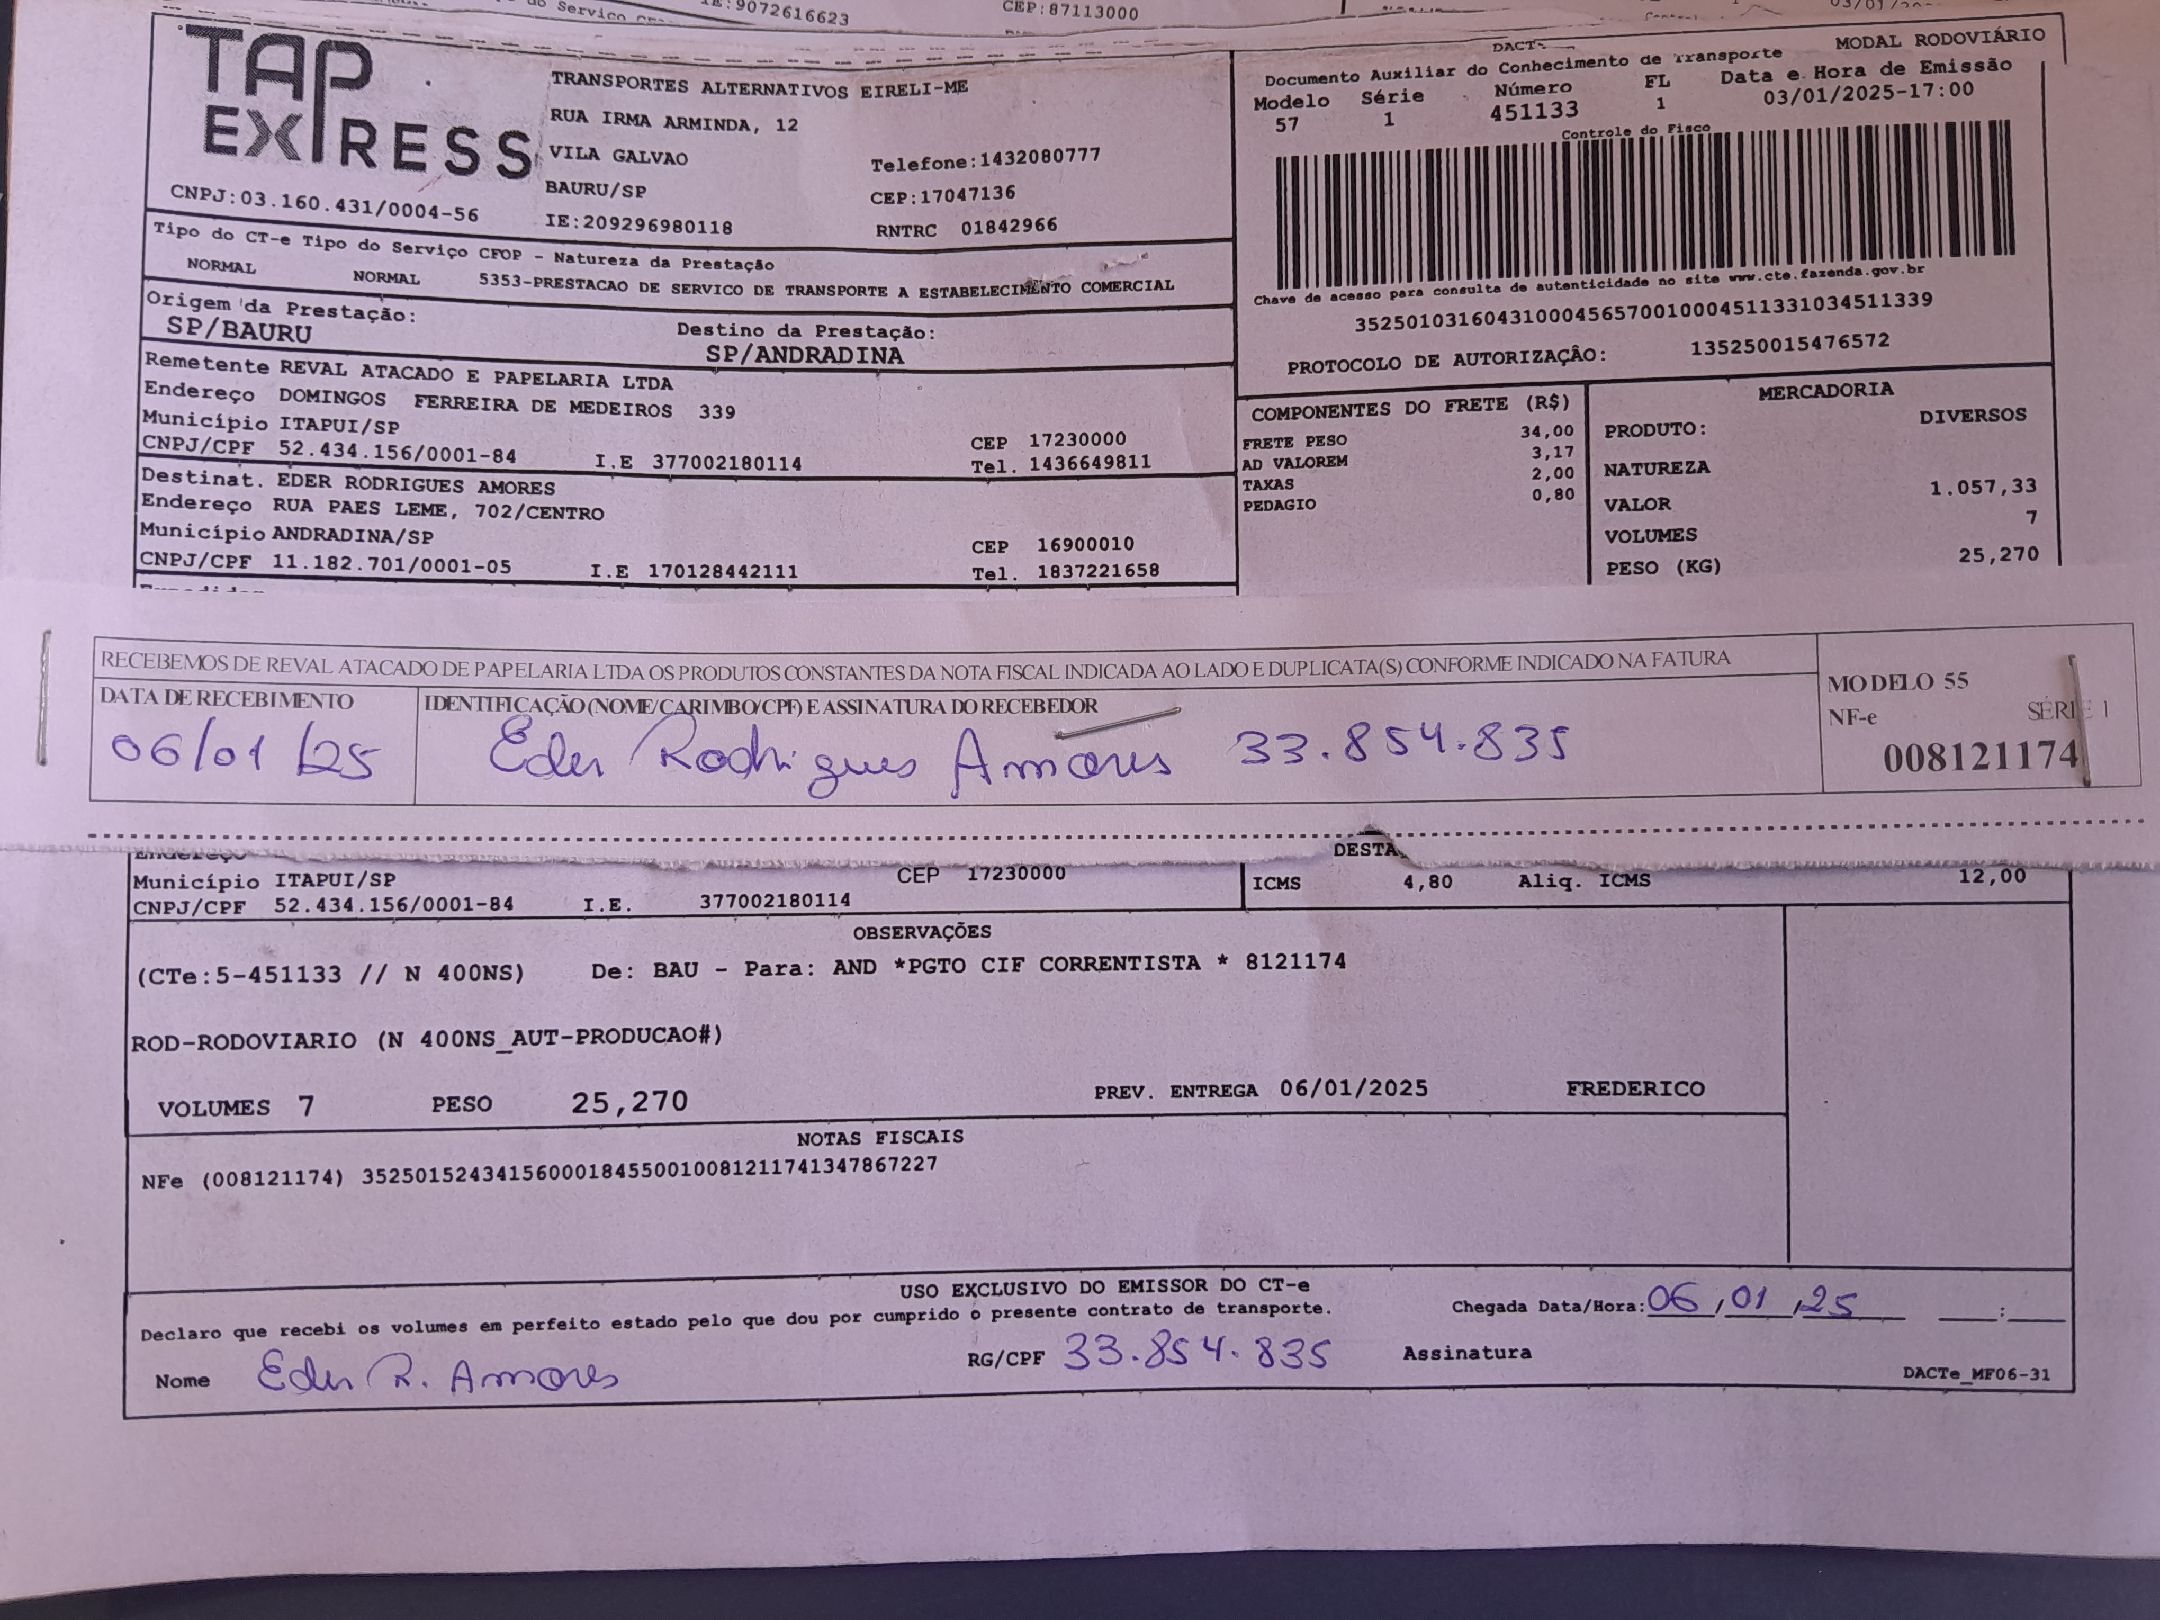 IE:9072616623
CEP:87113000
TAP
EXPRESS
TRANSPORTES ALTERNATIVOS EIRELI-ME
RUA IRMA ARMINDA, 12
VILA GALVAO
Telefone:1432080777
BAURU/SP
CEP:17047136
CNPJ:03.160.431/0004-56
IE:209296980118
RNTRC 01842966
MODAL RODOVIÁRIO
Documento Auxiliar do Conhecimento de Transporte
Modelo Série Número FL Data e Hora de Emissão
57 1 451133 1 03/01/2025-17:00
Controle do Fisco
Chave de acesso para consulta de autenticidade no site www.cte.fazenda.gov.br
35250103160431000456570010004511331034511339
PROTOCOLO DE AUTORIZAÇÂO: 135250015476572
Tipo do CT-e Tipo do Serviço CFOP - Natureza da Prestação
NORMAL NORMAL 5353-PRESTACAO DE SERVICO DE TRANSPORTE A ESTABELECIMENTO COMERCIAL
Origem da Prestação: Destino da Prestação:
SP/BAURU SP/ANDRADINA
Remetente REVAL ATACADO E PAPELARIA LTDA
Endereço DOMINGOS FERREIRA DE MEDEIROS 339
Município ITAPUI/SP CEP 17230000
CNPJ/CPF 52.434.156/0001-84 I.E 377002180114 Tel. 1436649811
Destinat. EDER RODRIGUES AMORES
Endereço RUA PAES LEME, 702/CENTRO
Município ANDRADINA/SP CEP 16900010
CNPJ/CPF 11.182.701/0001-05 I.E 170128442111 Tel. 1837221658
COMPONENTES DO FRETE (R$)
FRETE PESO 34,00
AD VALOREM 3,17
TAXAS 2,00
PEDAGIO 0,80
MERCADORIA
PRODUTO: DIVERSOS
NATUREZA
VALOR 1.057,33
VOLUMES 7
PESO (KG) 25,270
RECEBEMOS DE REVAL ATACADO DE PAPELARIA LTDA OS PRODUTOS CONSTANTES DA NOTA FISCAL INDICADA AO LADO E DUPLICATA(S) CONFORME INDICADO NA FATURA
DATA DE RECEBIMENTO
IDENTIFICAÇÃO (NOME/CARIMBO/CPF) E ASSINATURA DO RECEBEDOR
06/01/25
Eder Rodrigues Amores 33.854.835
MODELO 55
NF-e SÉRIE 1
008121174
Município ITAPUI/SP CEP 17230000
CNPJ/CPF 52.434.156/0001-84 I.E. 377002180114
ICMS 4,80 Aliq. ICMS 12,00
OBSERVAÇÕES
(CTe:5-451133 // N 400NS) De: BAU - Para: AND *PGTO CIF CORRENTISTA * 8121174
ROD-RODOVIARIO (N 400NS_AUT-PRODUCAO#)
VOLUMES 7 PESO 25,270 PREV. ENTREGA 06/01/2025 FREDERICO
NOTAS FISCAIS
NFe (008121174) 35250152434156000184550010081211741347867227
USO EXCLUSIVO DO EMISSOR DO CT-e
Declaro que recebi os volumes em perfeito estado pelo que dou por cumprido o presente contrato de transporte.
Chegada Data/Hora: 06/01/25 :
Nome Eder R. Amores RG/CPF 33.854.835 Assinatura
DACTe_MF06-31